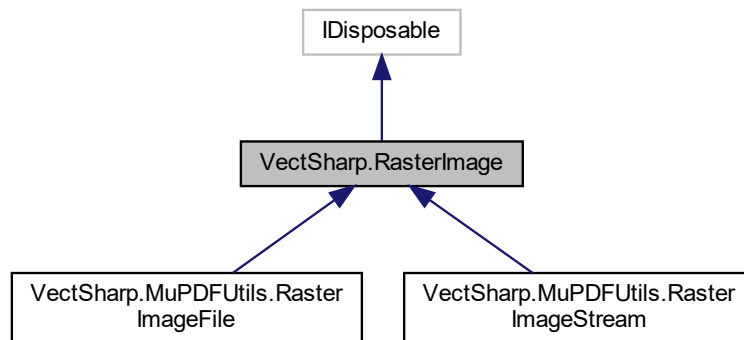 IDisposable
VectSharp.RasterImage
VectSharp.MuPDFUtils.Raster
ImageFile
VectSharp.MuPDFUtils.Raster
ImageStream